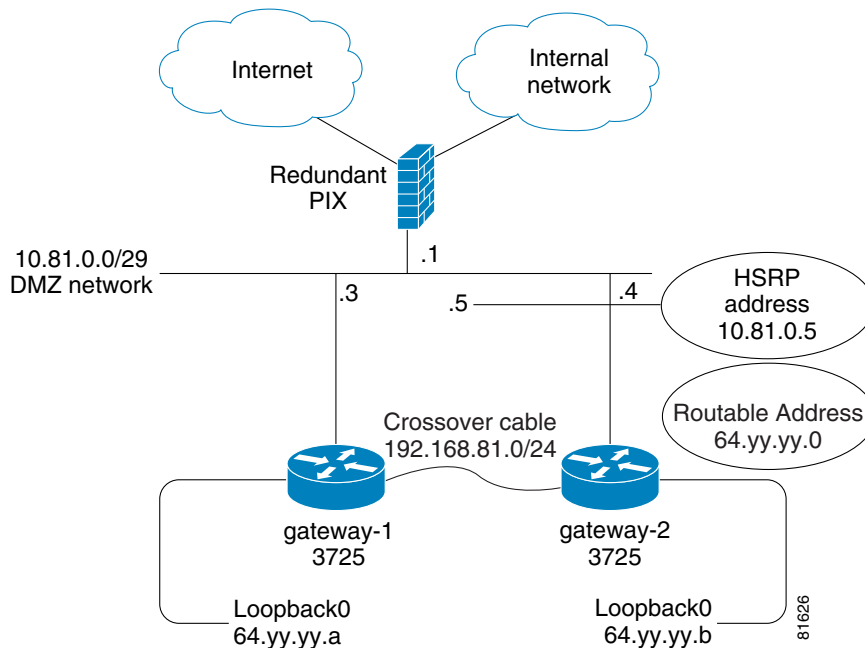 Internet
Internal
network
Redundant
PIX
10.81.0.0/29
DMZ network
.1
.3
.5
.4
HSRP
address
10.81.0.5
Routable Address
64.yy.yy.0
Crossover cable
192.168.81.0/24
gateway-1
3725
gateway-2
3725
Loopback0
64.yy.yy.a
Loopback0
64.yy.yy.b
81626